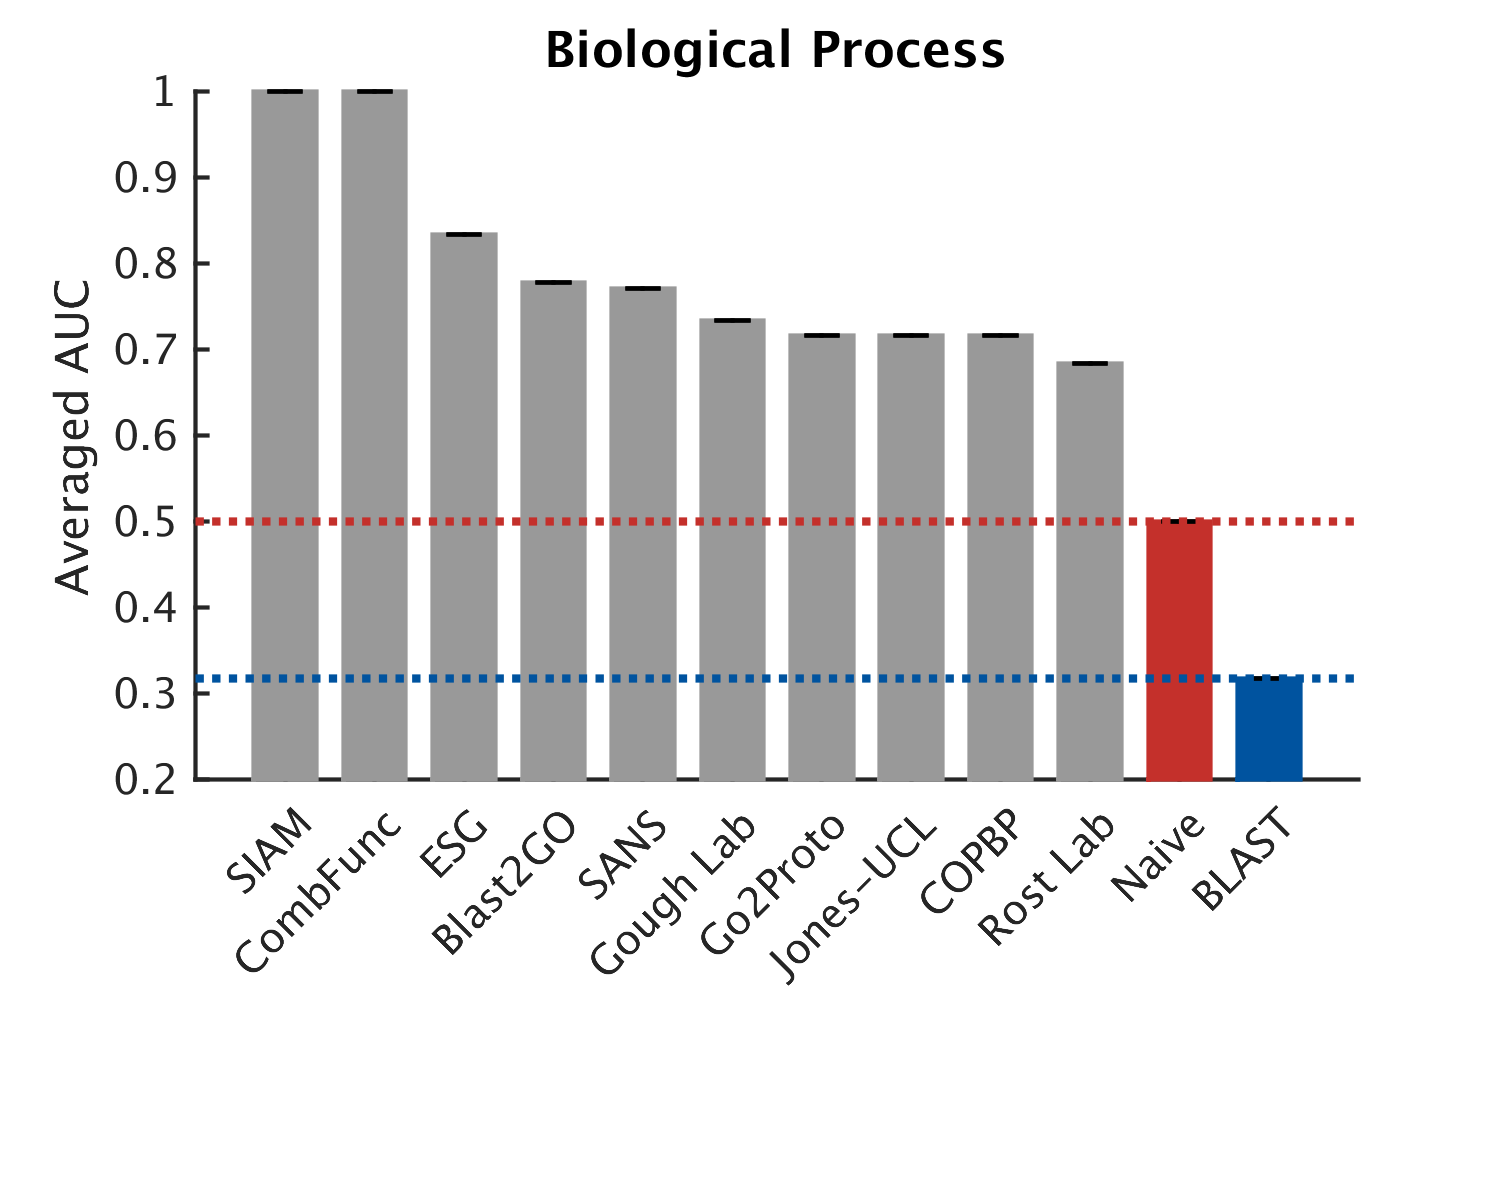 Biological Process
Averaged AUC
1
0.9
0.8
0.7
0.6
0.5
0.4
0.3
0.2
SIAM
CombFunc
ESG
Blast2GO
SANS
Gough Lab
Go2Proto
Jones–UCL
COPBP
Rost Lab
Naive
BLAST